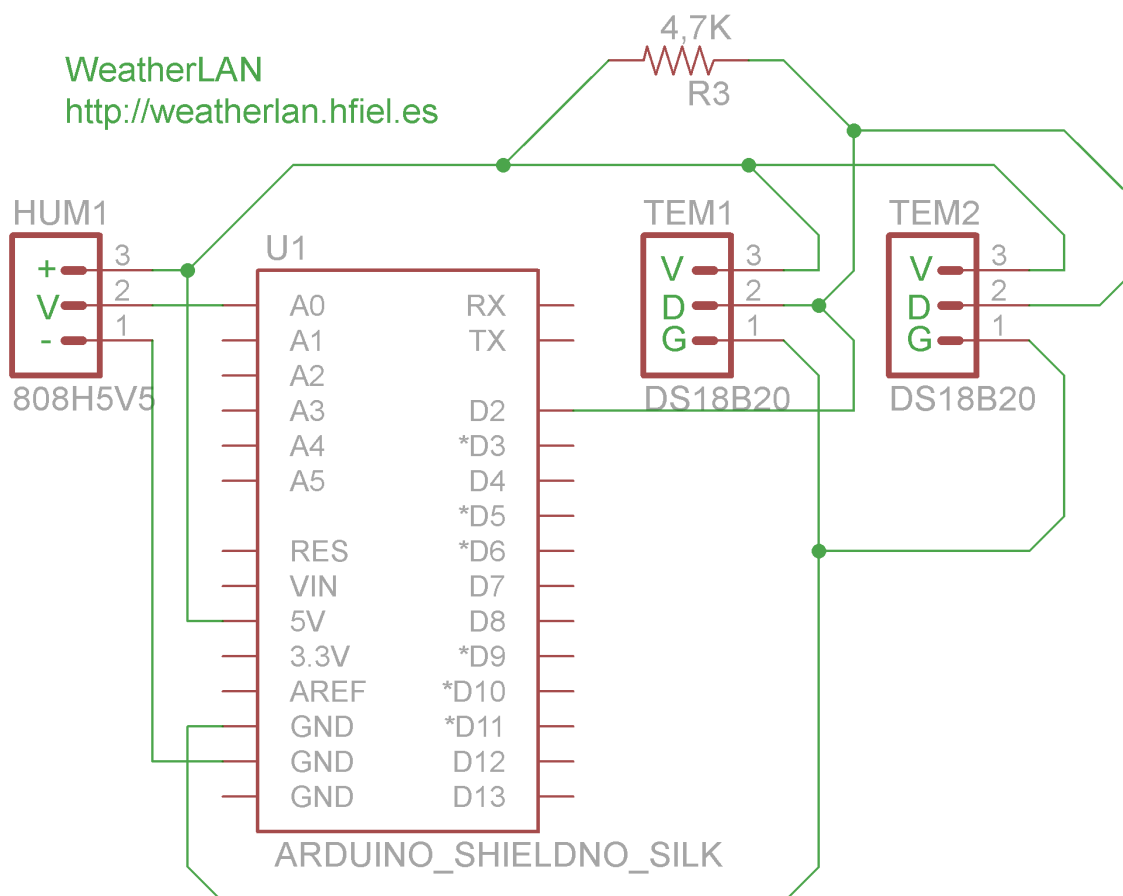 WeatherLAN
http://weatherlan.hfiel.es
4,7K
R3
HUM1
+ 3
V 2
- 1
808H5V5
U1
A0 RX
A1 TX
A2
A3 D2
A4 *D3
A5 D4
*D5
RES *D6
VIN D7
5V D8
3.3V *D9
AREF *D10
GND *D11
GND D12
GND D13
ARDUINO_SHIELDNO_SILK
TEM1
V 3
D 2
G 1
DS18B20
TEM2
V 3
D 2
G 1
DS18B20